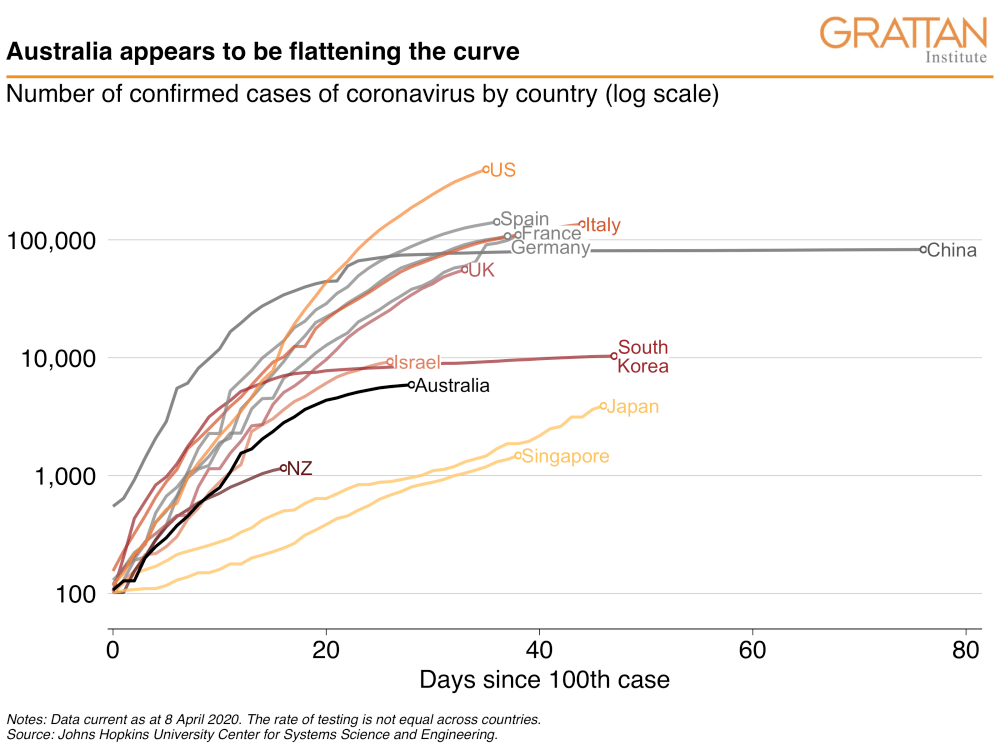 GRATTAN
Institute
Australia appears to be flattening the curve
Number of confirmed cases of coronavirus by country (log scale)
US
Spain
Italy
France
100,000
Germany
China
UK
South
Korea
10,000
Israel
Australia
Japan
Singapore
1,000
NZ
100
0
20
40
60
80
Days since 100th case
Notes: Data current as at 8 April 2020. The rate of testing is not equal across countries.
Source: Johns Hopkins University Center for Systems Science and Engineering.